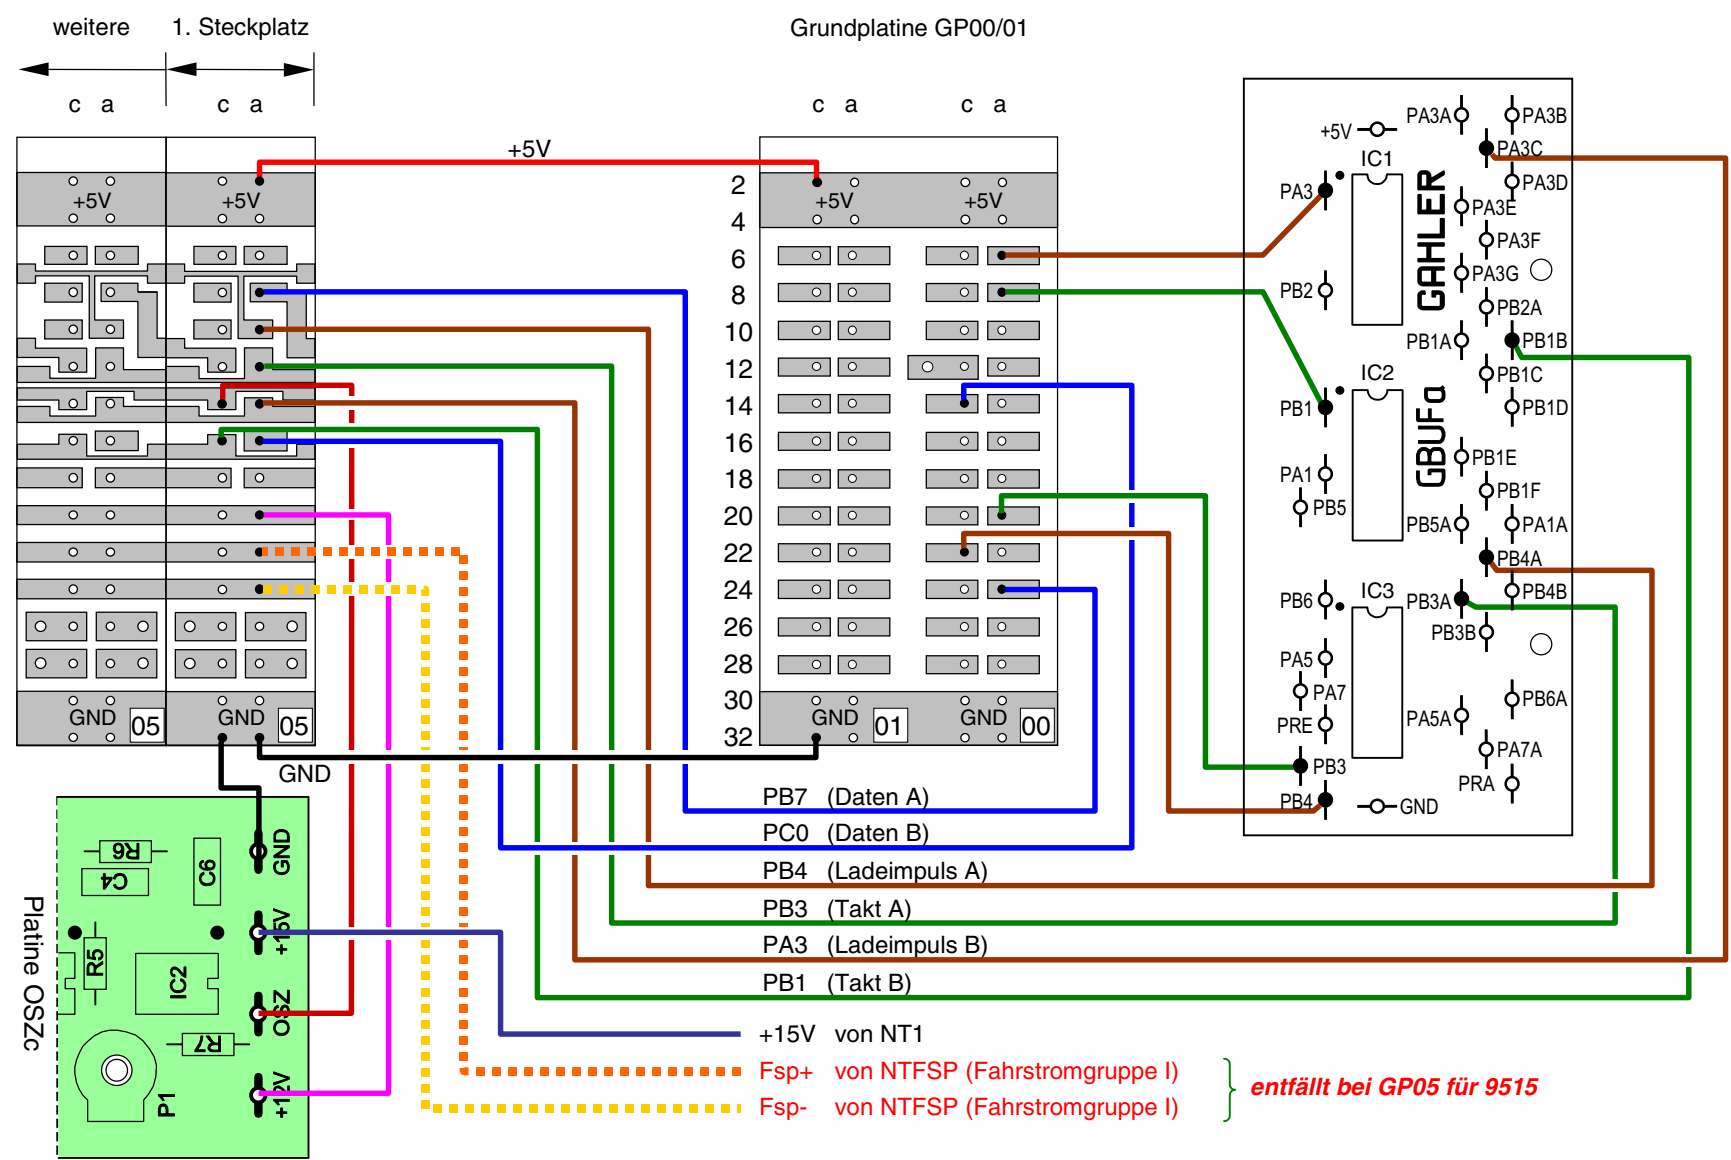 weitere
1. Steckplatz
Grundplatine GP00/01
c a
c a
c a
c a
+5V
+5V
+5V
+5V
+5V
2
4
6
8
10
12
14
16
18
20
22
24
26
28
30
32
GND
05
GND
05
GND
01
GND
00
GND
+5V
IC1
PA3
PB2
IC2
PB1
PA1
PB5
IC3
PB6
PA5
PA7
PRE
PB3
PB4
GND
GAHLER
GBUFa
PA3A
PA3B
PA3C
PA3D
PA3E
PA3F
PA3G
PB2A
PB1A
PB1B
PB1C
PB1D
PB1E
PB1F
PB5A
PA1A
PB4A
PB4B
PB3A
PB3B
PB6A
PA5A
PA7A
PRA
PB7 (Daten A)
PC0 (Daten B)
PB4 (Ladeimpuls A)
PB3 (Takt A)
PA3 (Ladeimpuls B)
PB1 (Takt B)
+15V von NT1
Fsp+ von NTFSP (Fahrstromgruppe I)
Fsp- von NTFSP (Fahrstromgruppe I)
entfällt bei GP05 für 9515
Platine OSZc
R6
C4
C6
R5
IC2
R7
P1
GND
+15V
OSZ
+12V